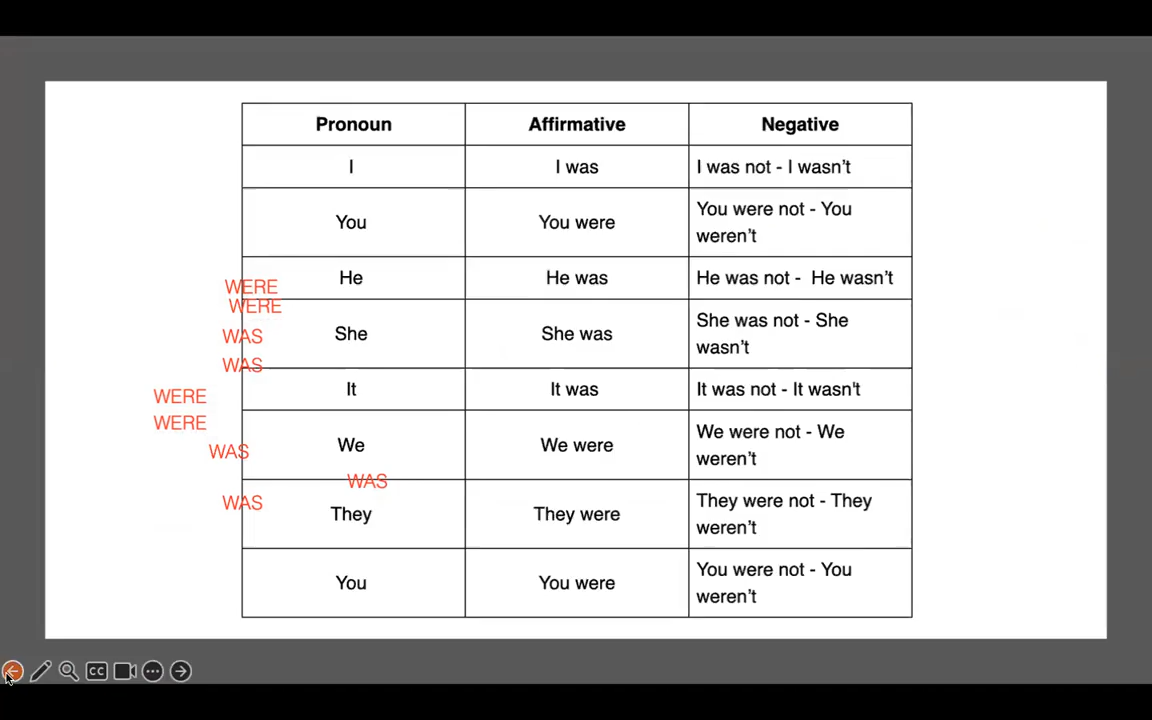 Pronoun Affirmative Negative
I I was I was not - I wasn’t
You You were You were not - You
weren’t
He He was He was not - He wasn’t
WERE
WERE
She She was She was not - She
wasn’t
WAS
WAS
It It was It was not - It wasn't
WERE
WERE
We We were We were not - We
weren’t
WAS
WAS
WAS
They They were They were not - They
weren’t
You You were You were not - You
weren’t
CC